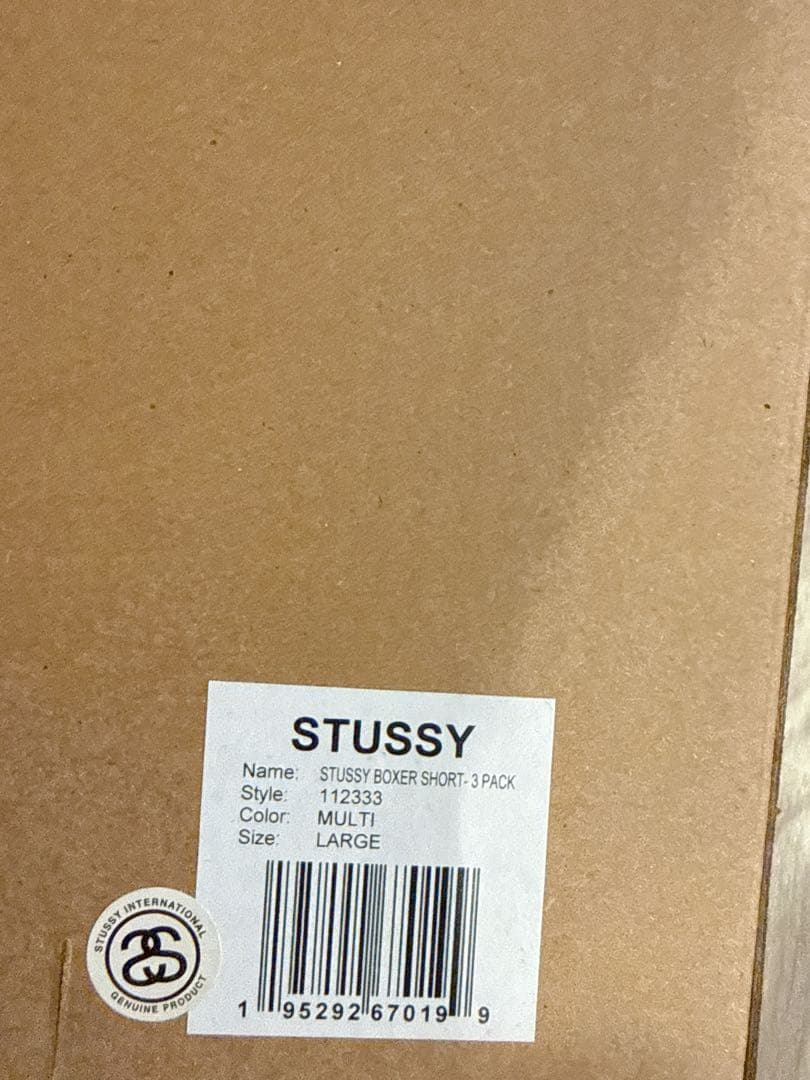 STUSSY
Name: STUSSY BOXER SHORT- 3 PACK
Style: 112333
Color: MULTI
Size: LARGE
1 95292 67019 9
STUSSY INTERNATIONAL
GENUINE PRODUCT